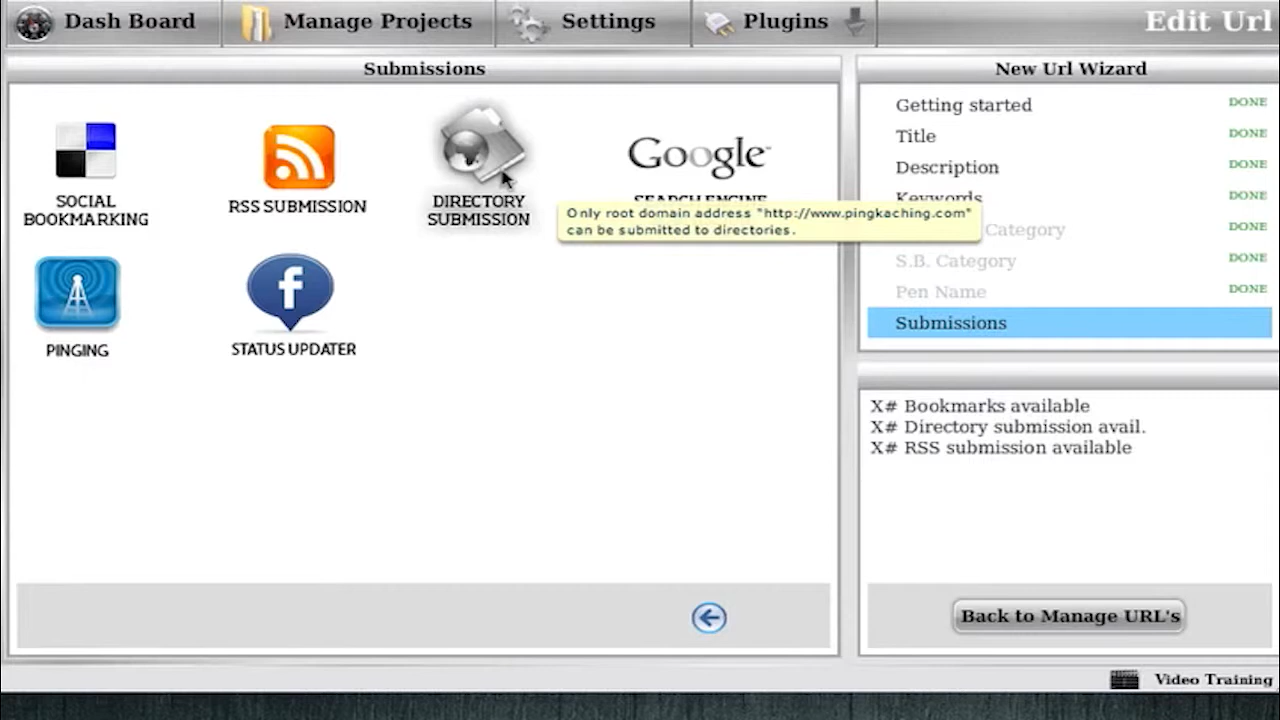 Dash Board
Manage Projects
Settings
Plugins
Edit Url
Submissions
SOCIAL
BOOKMARKING
RSS SUBMISSION
DIRECTORY
SUBMISSION
Google
SEARCH ENGINE
Only root domain address "http://www.pingkaching.com"
can be submitted to directories.
PINGING
STATUS UPDATER
New Url Wizard
Getting started DONE
Title DONE
Description DONE
Keywords DONE
Category DONE
S.B. Category DONE
Pen Name DONE
Submissions
X# Bookmarks available
X# Directory submission avail.
X# RSS submission available
Back to Manage URL's
Video Training